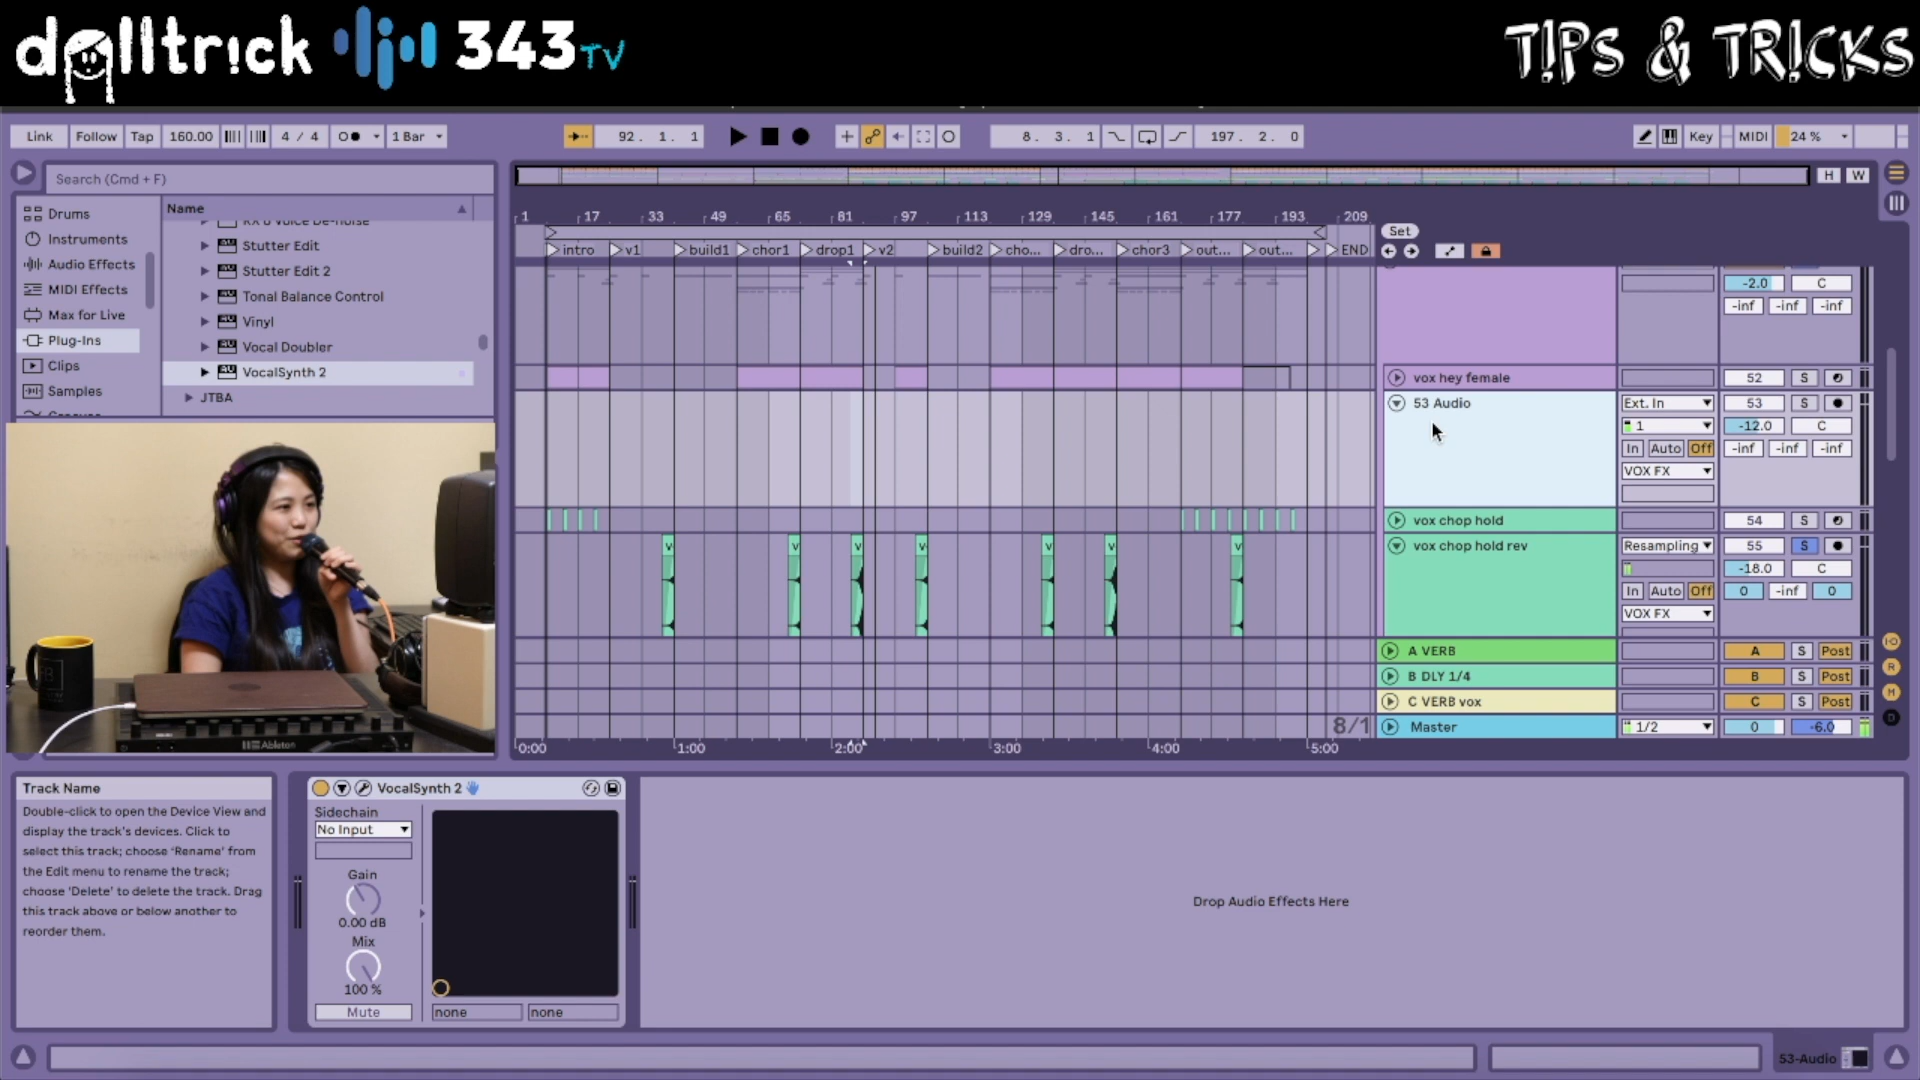 dolltr!ck 343 TV T!PS & TR!CKS
Link Follow Tap 160.00 4 / 4 1 Bar 92. 1. 1 8. 3. 1 197. 2. 0 Key MIDI 24 %
Search (Cmd + F)
H W
Drums
Instruments
Audio Effects
MIDI Effects
Max for Live
Plug-Ins
Clips
Samples
Name
Stutter Edit
Stutter Edit 2
Tonal Balance Control
Vinyl
Vocal Doubler
VocalSynth 2
JTBA
1 17 33 49 65 81 97 113 129 145 161 177 193 209
Set
intro v1 build1 chor1 drop1 v2 build2 cho... dro... chor3 out... out... END
-2.0 C
-inf -inf -inf
vox hey female 52 S
53 Audio Ext. In 53 S
1 -12.0 C
In Auto Off -inf -inf -inf
VOX FX
vox chop hold 54 S
v v v v v v v
vox chop hold rev Resampling 55 S
-18.0 C
In Auto Off 0 -inf 0
VOX FX
A VERB A S Post
B DLY 1/4 B S Post
C VERB vox C S Post
8/1 Master 1/2 0 -6.0
0:00 1:00 2:00 3:00 4:00 5:00
I-O
R
M
D
Ableton
Track Name
Double-click to open the Device View and
display the track's devices. Click to
select this track; choose 'Rename' from
the Edit menu to rename the track;
choose 'Delete' to delete the track. Drag
this track above or below another to
reorder them.
VocalSynth 2
Sidechain
No Input
Gain
0.00 dB
Mix
100 %
Mute none none
Drop Audio Effects Here
53-Audio